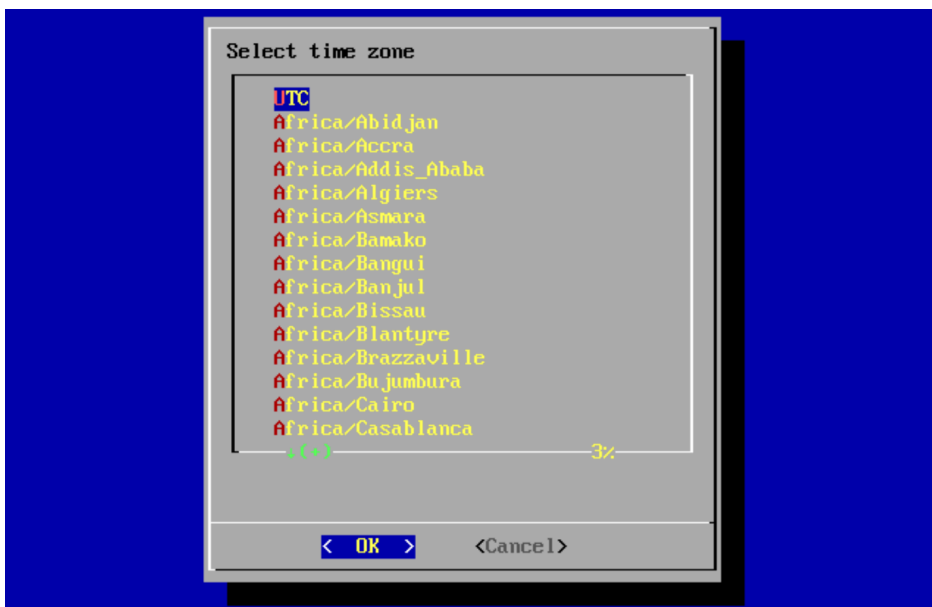 Select time zone
UTC
Africa/Abidjan
Africa/Accra
Africa/Addis_Ababa
Africa/Algiers
Africa/Asmara
Africa/Bamako
Africa/Bangui
Africa/Banjul
Africa/Bissau
Africa/Blantyre
Africa/Brazzaville
Africa/Bujumbura
Africa/Cairo
Africa/Casablanca
.(+) 3%
< OK > <Cancel>